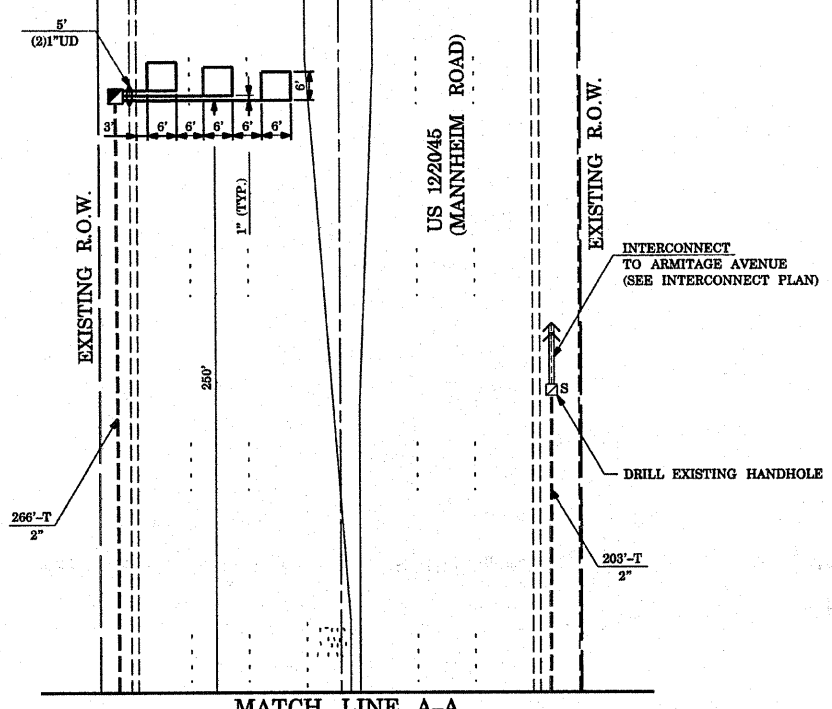 5'
(2)1"UD
6'
3'
6'
6'
6'
6'
6'
1" (TYP.)
250'
EXISTING R.O.W.
US 12/20/45
(MANNHEIM ROAD)
EXISTING R.O.W.
INTERCONNECT
TO ARMITAGE AVENUE
(SEE INTERCONNECT PLAN)
S
DRILL EXISTING HANDHOLE
266'-T
2"
203'-T
2"
MATCH LINE A-A